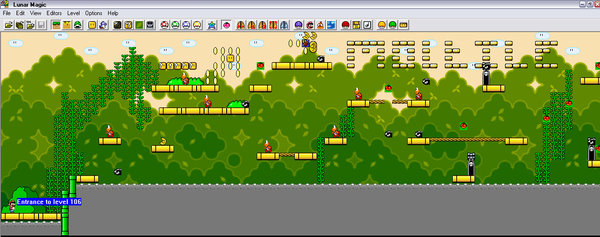 Lunar Magic
File Edit View Editors Level Options Help
Entrance to level 106